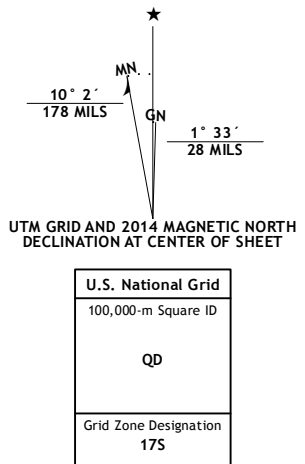 ★
MN
10° 2´
178 MILS
GN
1° 33´
28 MILS
UTM GRID AND 2014 MAGNETIC NORTH
DECLINATION AT CENTER OF SHEET
U.S. National Grid
100,000-m Square ID
QD
Grid Zone Designation
17S